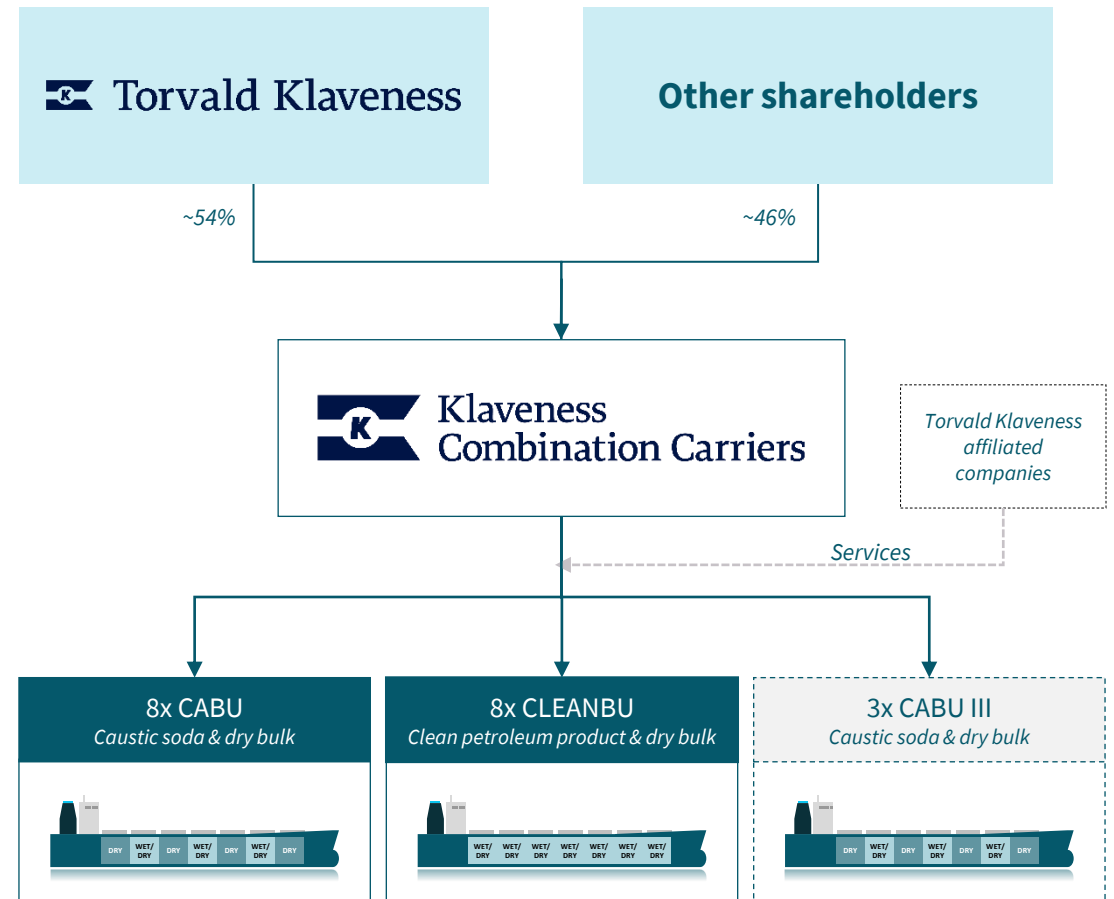 K Torvald Klaveness
Other shareholders
~54%
~46%
K Klaveness
Combination Carriers
Torvald Klaveness
affiliated
companies
Services
8x CABU
Caustic soda & dry bulk
8x CLEANBU
Clean petroleum product & dry bulk
3x CABU III
Caustic soda & dry bulk
DRY WET/ DRY DRY WET/ DRY DRY WET/ DRY DRY
WET/ DRY WET/ DRY WET/ DRY WET/ DRY WET/ DRY WET/ DRY WET/ DRY
DRY WET/ DRY DRY WET/ DRY DRY WET/ DRY DRY